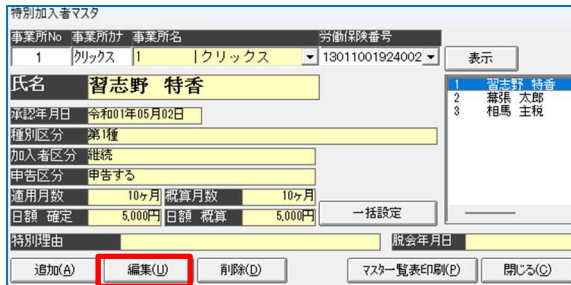 特別加入者マスタ
事業所No 事業所カナ 事業所名 労働保険番号
1 クリックス 1 |クリックス 13011001924002 表示
氏名 習志野 特香
1 習志野 特香
2 幕張 太郎
3 相馬 主税
承認年月日 令和01年05月02日
種別区分 第1種
加入者区分 継続
申告区分 申告する
適用月数 10ヶ月 概算月数 10ヶ月
日額 確定 5,000円 日額 概算 5,000円 一括設定
特別理由 脱会年月日
追加(A) 編集(U) 削除(D) マスター覧表印刷(P) 閉じる(C)